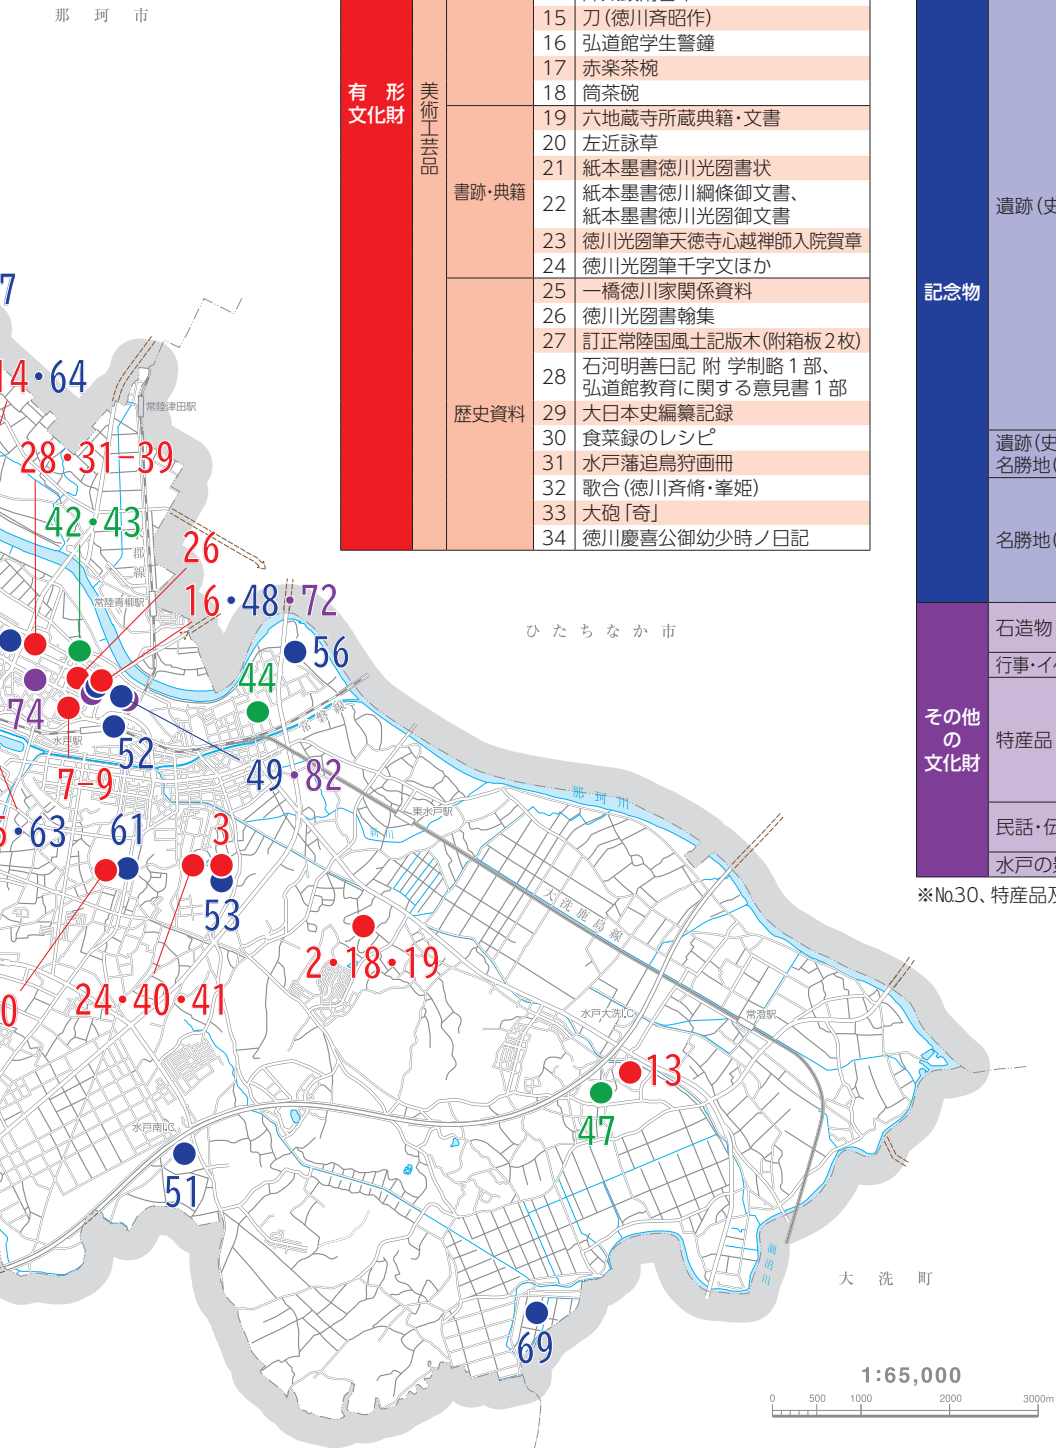 那珂市
15 刀（徳川斉昭作）
16 弘道館学生警鐘
17 赤楽茶椀
18 筒茶碗
19 六地蔵寺所蔵典籍・文書
20 左近詠草
21 紙本墨書徳川光圀書状
22 紙本墨書徳川綱條御文書、
紙本墨書徳川光圀御文書
23 徳川光圀筆天徳寺心越禅師入院賀章
24 徳川光圀筆千字文ほか
25 一橋徳川家関係資料
26 徳川光圀書翰集
27 訂正常陸国風土記版木（附箱板２枚）
28 石河明善日記 附 学制略１部、
弘道館教育に関する意見書１部
29 大日本史編纂記録
30 食菜録のレシピ
31 水戸藩追鳥狩画冊
32 歌合（徳川斉脩・峯姫）
33 大砲「奇」
34 徳川慶喜公御幼少時ノ日記
有形
文化財
美術工芸品
書跡・典籍
歴史資料
記念物
遺跡（史
遺跡（史
名勝地（
名勝地（
その他
の
文化財
石造物
行事・イベ
特産品
民話・伝
水戸の
※№30、特産品及
7
14・64
常陸津田駅
28・31−39
42・43
郡線
26
常陸青柳駅
16・48・72
ひたちなか市
56
44
74
常磐線
水戸駅
52
49・82
7−9
那珂川
東水戸駅
新川
・63
61
3
53
大洗鹿島線
2・18・19
24・40・41
0
水戸大洗I.C.
常澄駅
13
47
水戸南I.C.
51
涸沼川
大洗町
69
1:65,000
0 500 1000 2000 3000m